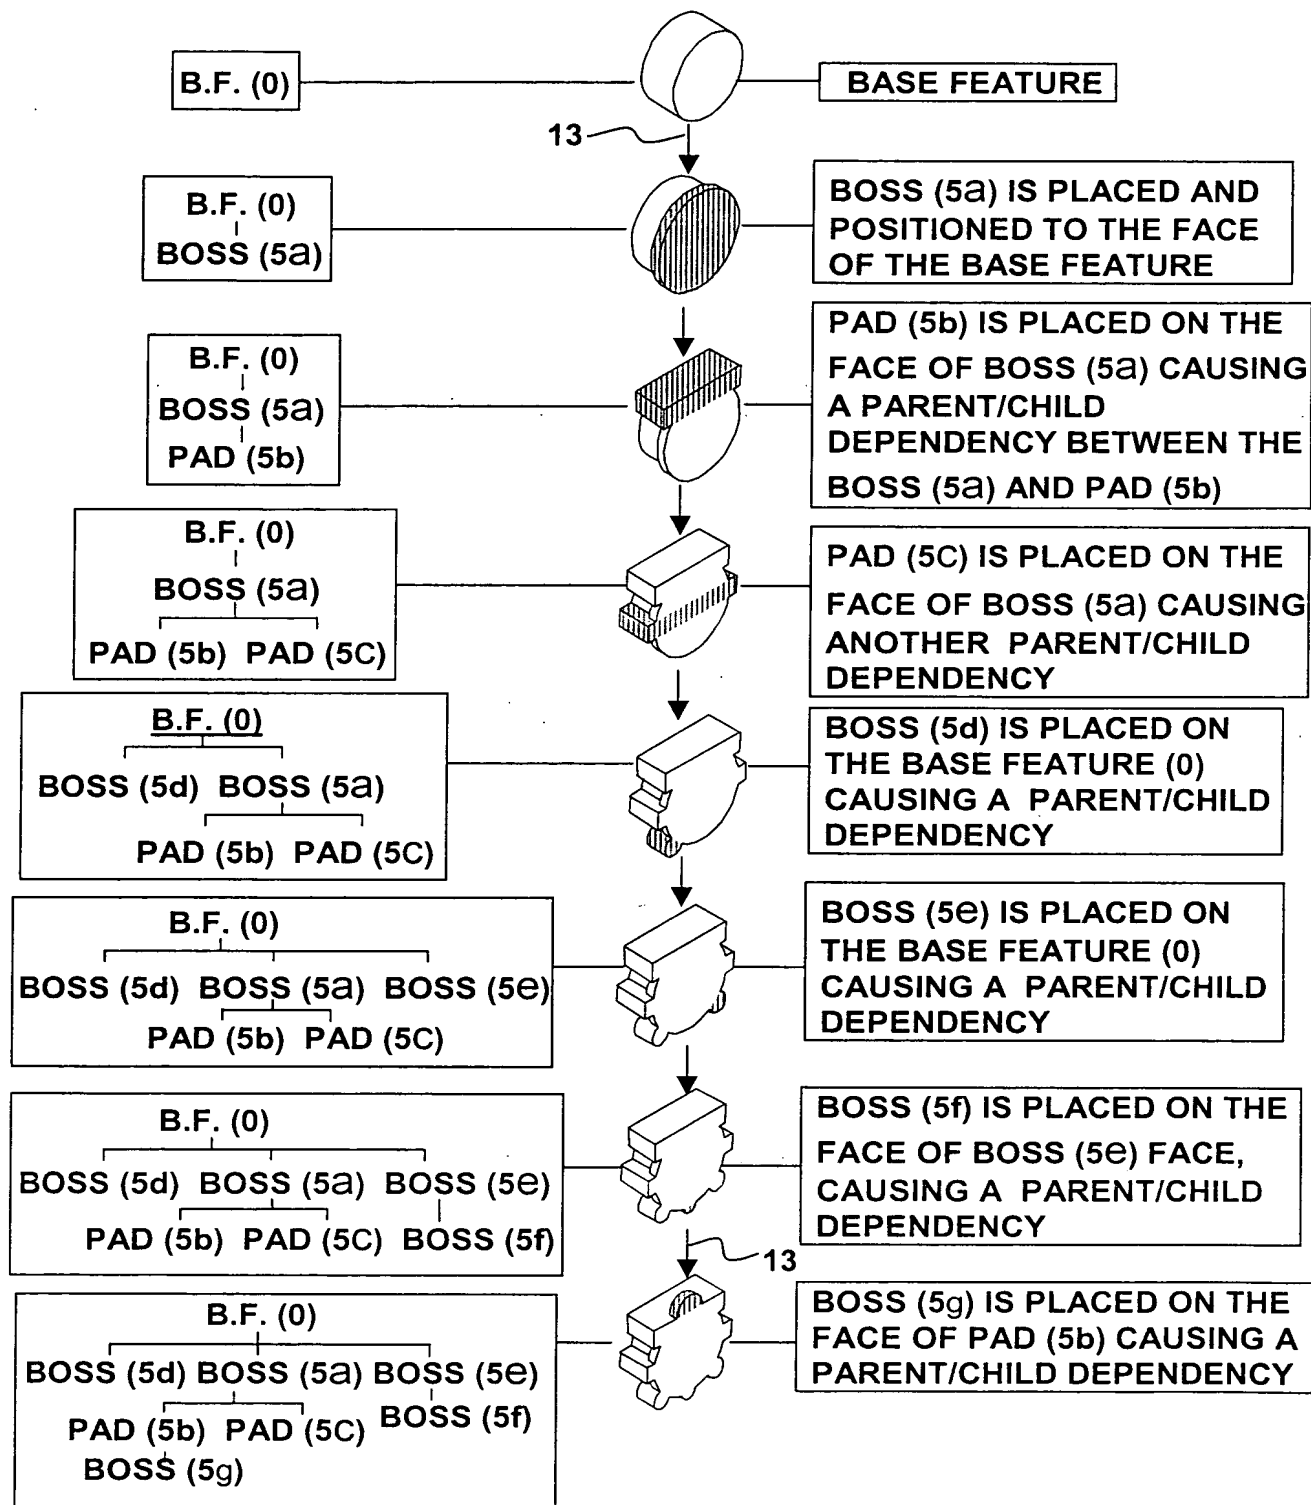 B.F. (0)
BASE FEATURE
13
B.F. (0)
BOSS (5a)
BOSS (5a) IS PLACED AND
POSITIONED TO THE FACE
OF THE BASE FEATURE
B.F. (0)
BOSS (5a)
PAD (5b)
PAD (5b) IS PLACED ON THE
FACE OF BOSS (5a) CAUSING
A PARENT/CHILD
DEPENDENCY BETWEEN THE
BOSS (5a) AND PAD (5b)
B.F. (0)
BOSS (5a)
PAD (5b) PAD (5C)
PAD (5C) IS PLACED ON THE
FACE OF BOSS (5a) CAUSING
ANOTHER PARENT/CHILD
DEPENDENCY
B.F. (0)
BOSS (5d) BOSS (5a)
PAD (5b) PAD (5C)
BOSS (5d) IS PLACED ON
THE BASE FEATURE (0)
CAUSING A PARENT/CHILD
DEPENDENCY
B.F. (0)
BOSS (5d) BOSS (5a) BOSS (5e)
PAD (5b) PAD (5C)
BOSS (5e) IS PLACED ON
THE BASE FEATURE (0)
CAUSING A PARENT/CHILD
DEPENDENCY
B.F. (0)
BOSS (5d) BOSS (5a) BOSS (5e)
PAD (5b) PAD (5C) BOSS (5f)
BOSS (5f) IS PLACED ON THE
FACE OF BOSS (5e) FACE,
CAUSING A PARENT/CHILD
DEPENDENCY
13
B.F. (0)
BOSS (5d) BOSS (5a) BOSS (5e)
PAD (5b) PAD (5C) BOSS (5f)
BOSS (5g)
BOSS (5g) IS PLACED ON THE
FACE OF PAD (5b) CAUSING A
PARENT/CHILD DEPENDENCY